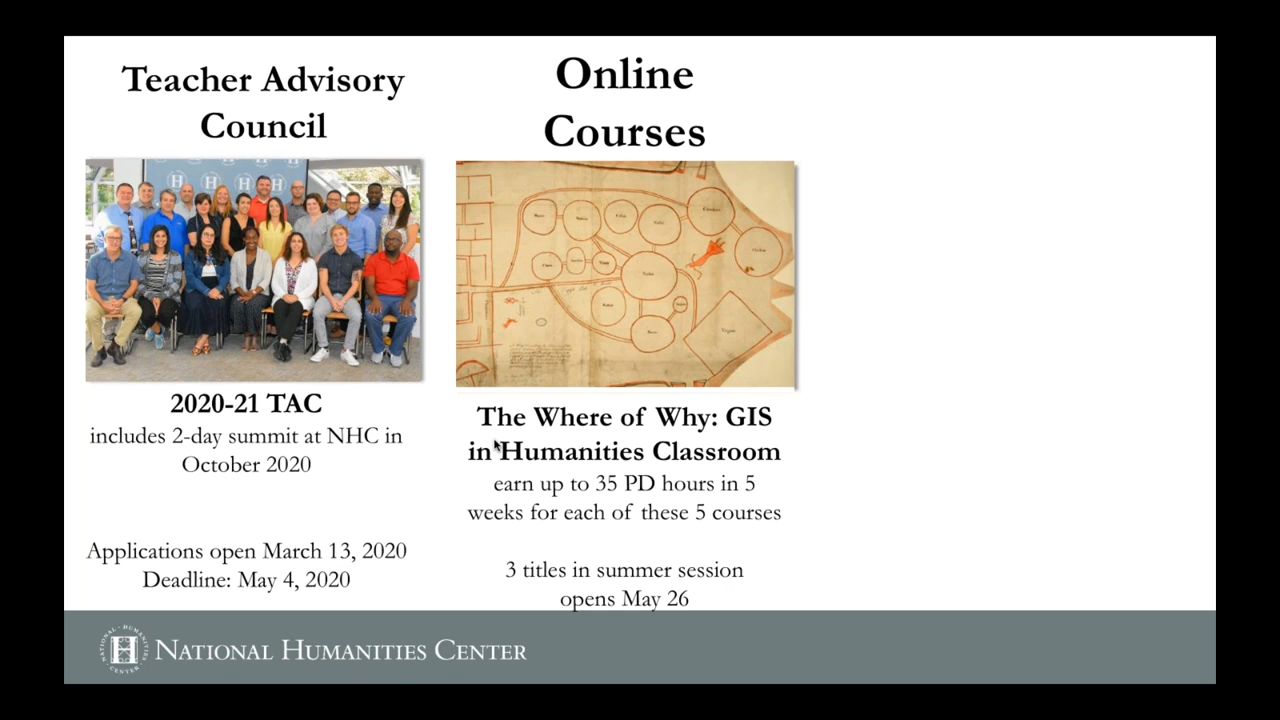 Teacher Advisory
Council
2020-21 TAC
includes 2-day summit at NHC in
October 2020
Applications open March 13, 2020
Deadline: May 4, 2020
Online
Courses
The Where of Why: GIS
in Humanities Classroom
earn up to 35 PD hours in 5
weeks for each of these 5 courses
3 titles in summer session
opens May 26
NATIONAL HUMANITIES CENTER